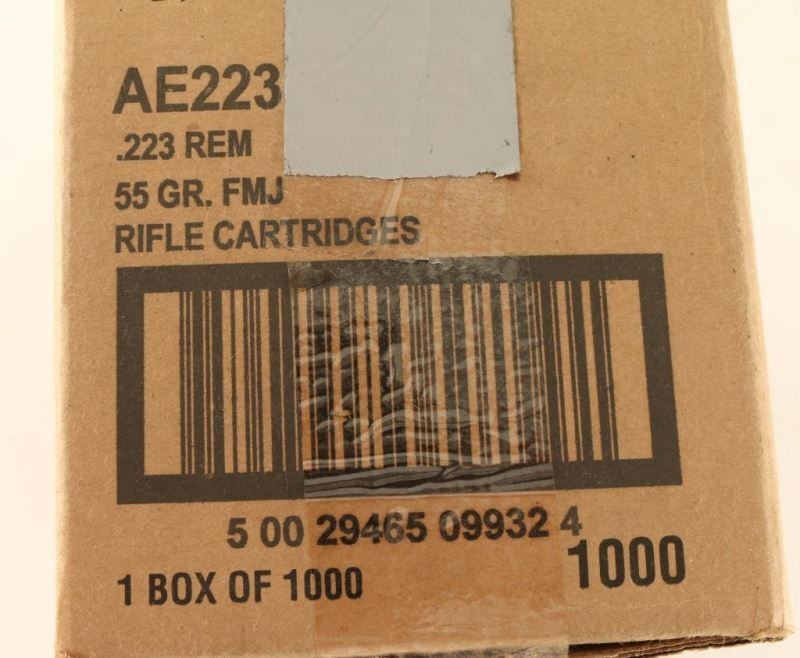 AE223
.223 REM
55 GR. FMJ
RIFLE CARTRIDGES
5 00 29465 09932 4
1 BOX OF 1000
1000